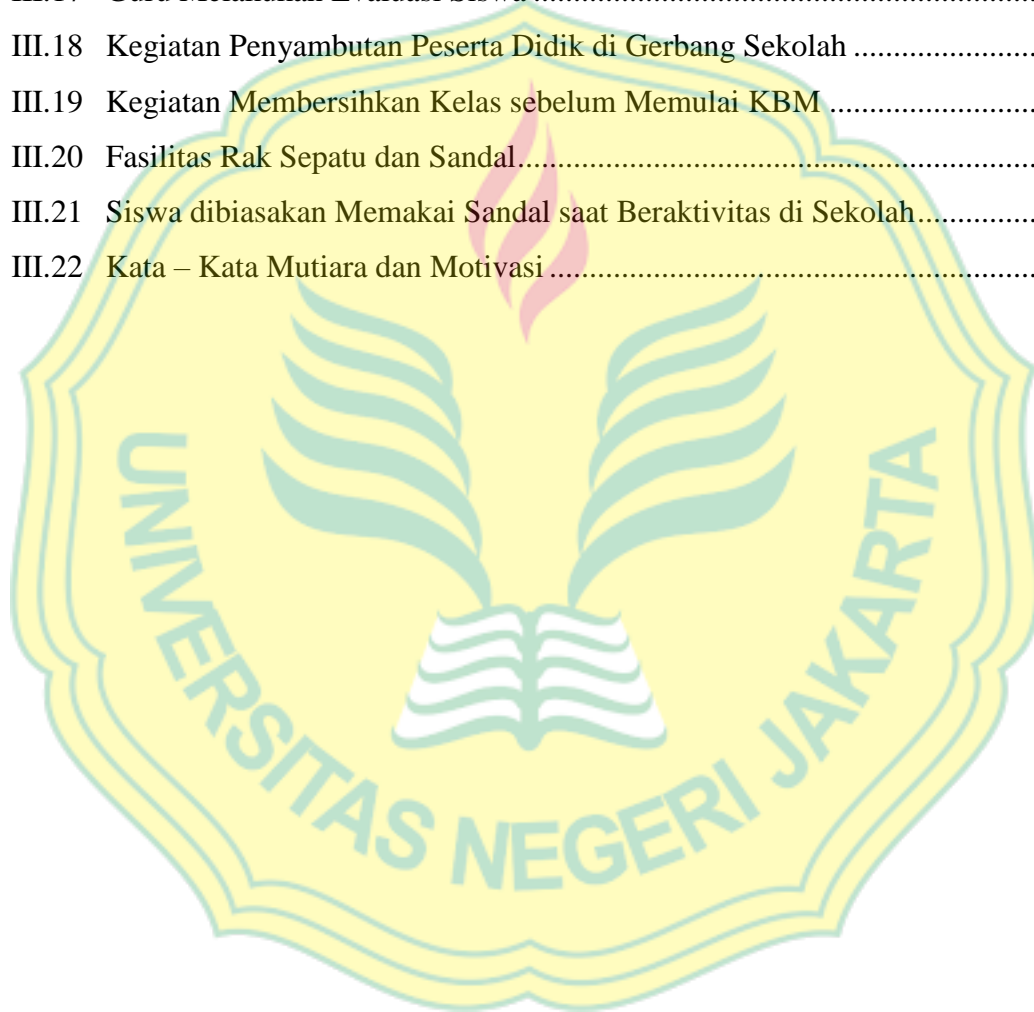 III.18 Kegiatan Penyambutan Peserta Didik di Gerbang Sekolah ....................
III.19 Kegiatan Membersihkan Kelas sebelum Memulai KBM .......................
III.20 Fasilitas Rak Sepatu dan Sandal.........................................................
III.21 Siswa dibiasakan Memakai Sandal saat Beraktivitas di Sekolah.............
III.22 Kata – Kata Mutiara dan Motivasi ......................................................
UNIVERSITAS NEGERI JAKARTA